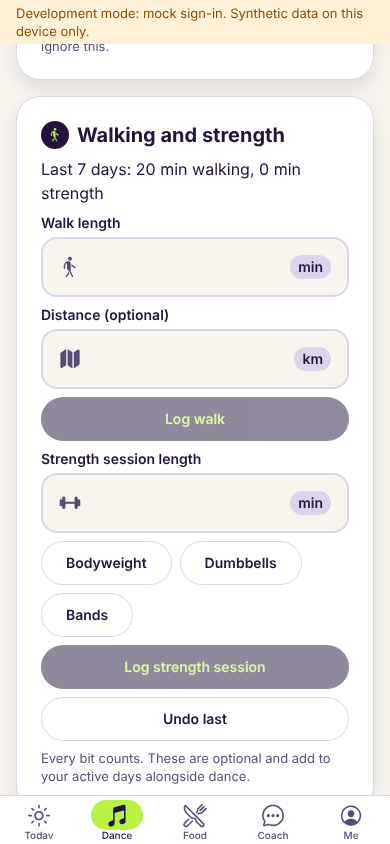 Development mode: mock sign-in. Synthetic data on this
device only.
ignore this.
Walking and strength
Last 7 days: 20 min walking, 0 min
strength
Walk length
min
Distance (optional)
km
Log walk
Strength session length
min
Bodyweight
Dumbbells
Bands
Log strength session
Undo last
Every bit counts. These are optional and add to
your active days alongside dance.
Today
Dance
Food
Coach
Me